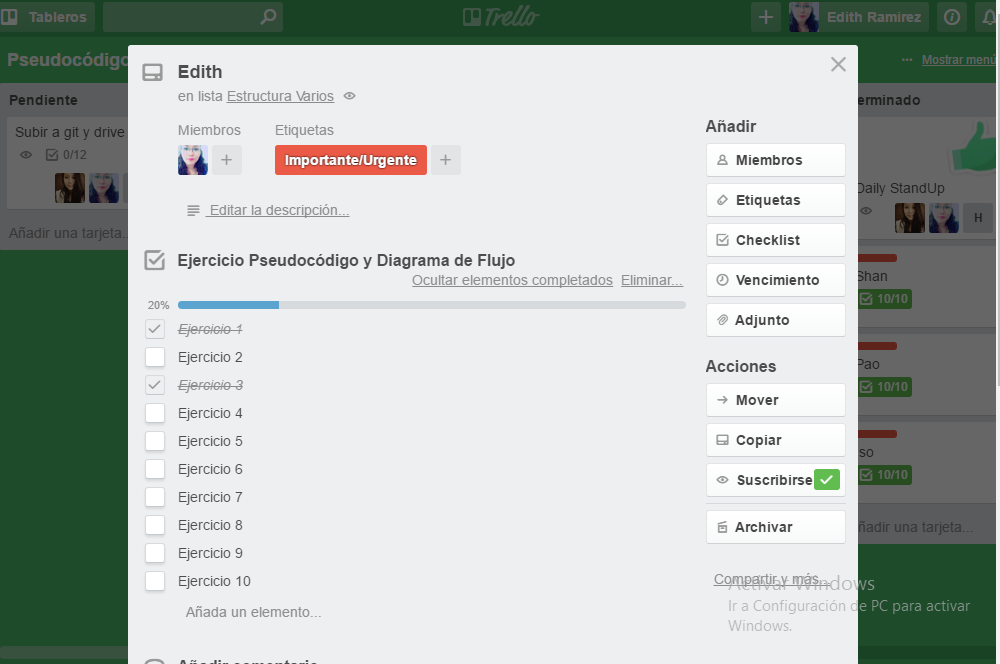 Tableros
Trello
Edith Ramirez
Pseudocódigo
Mostrar menú
Pendiente
Subir a git y drive
0/12
Añadir una tarjeta...
Edith
en lista Estructura Varios
Miembros
Etiquetas
Importante/Urgente
Editar la descripción...
Ejercicio Pseudocódigo y Diagrama de Flujo
Ocultar elementos completados Eliminar...
20%
Ejercicio 1
Ejercicio 2
Ejercicio 3
Ejercicio 4
Ejercicio 5
Ejercicio 6
Ejercicio 7
Ejercicio 8
Ejercicio 9
Ejercicio 10
Añada un elemento...
Añadir comentario
Añadir
Miembros
Etiquetas
Checklist
Vencimiento
Adjunto
Acciones
Mover
Copiar
Suscribirse
Archivar
Compartir y más...
erminado
Daily StandUp
H
Shan
10/10
Pao
10/10
so
10/10
ñadir una tarjeta...
Activar Windows
Ir a Configuración de PC para activar
Windows.